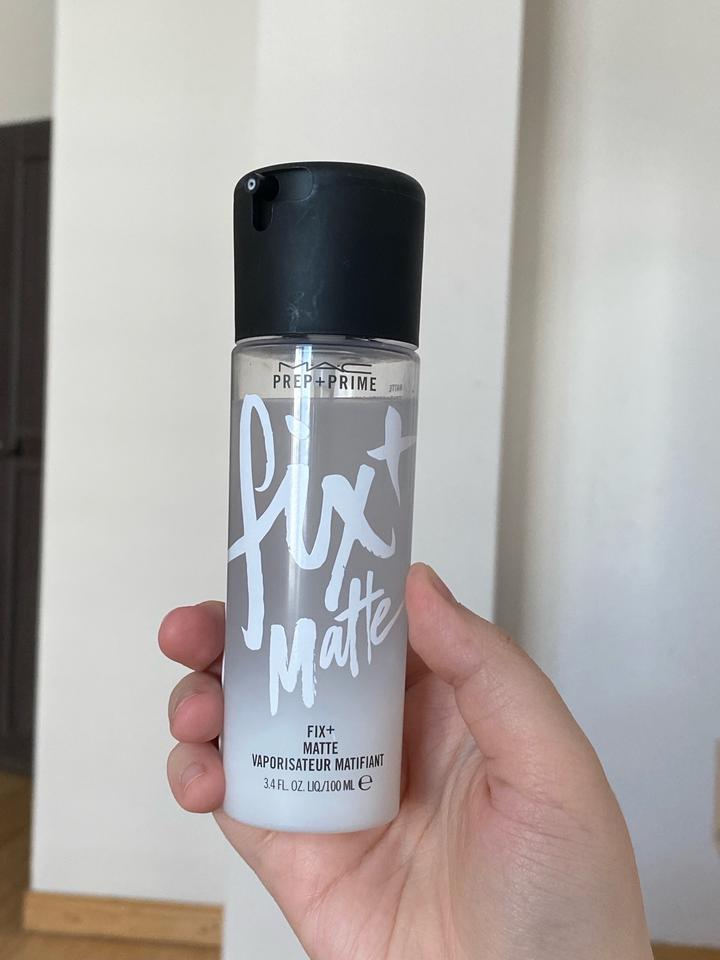 MAC
PREP+PRIME
fix+
Matte
FIX+
MATTE
VAPORISATEUR MATIFIANT
3.4 FL. OZ. LIQ./100 ML ℮